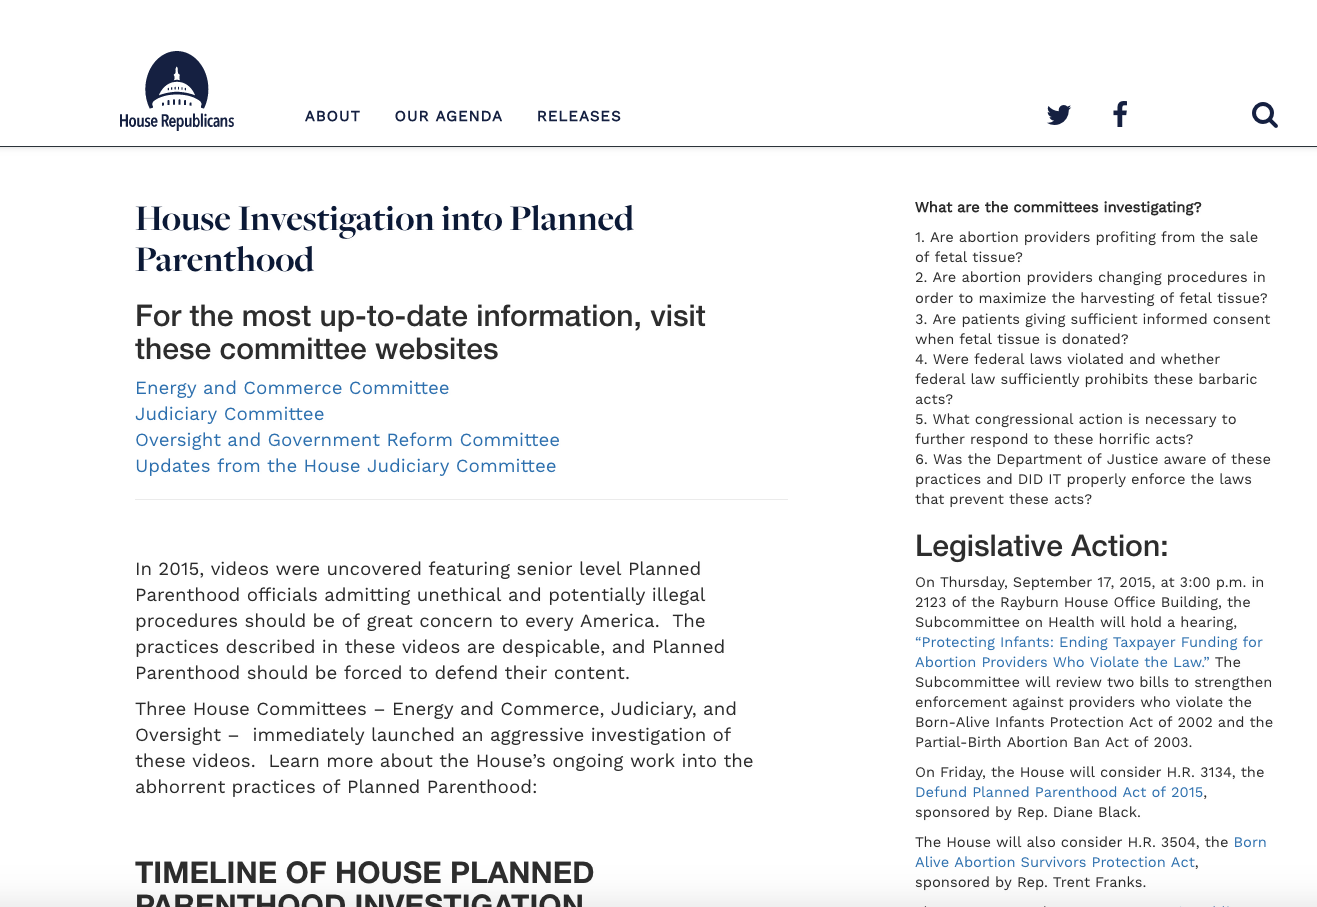 House Republicans
ABOUT
OUR AGENDA
RELEASES
House Investigation into Planned
Parenthood
For the most up-to-date information, visit
these committee websites
Energy and Commerce Committee
Judiciary Committee
Oversight and Government Reform Committee
Updates from the House Judiciary Committee
In 2015, videos were uncovered featuring senior level Planned
Parenthood officials admitting unethical and potentially illegal
procedures should be of great concern to every America.  The
practices described in these videos are despicable, and Planned
Parenthood should be forced to defend their content.
Three House Committees – Energy and Commerce, Judiciary, and
Oversight –  immediately launched an aggressive investigation of
these videos.  Learn more about the House's ongoing work into the
abhorrent practices of Planned Parenthood:
TIMELINE OF HOUSE PLANNED
PARENTHOOD INVESTIGATION
What are the committees investigating?
1. Are abortion providers profiting from the sale
of fetal tissue?
2. Are abortion providers changing procedures in
order to maximize the harvesting of fetal tissue?
3. Are patients giving sufficient informed consent
when fetal tissue is donated?
4. Were federal laws violated and whether
federal law sufficiently prohibits these barbaric
acts?
5. What congressional action is necessary to
further respond to these horrific acts?
6. Was the Department of Justice aware of these
practices and DID IT properly enforce the laws
that prevent these acts?
Legislative Action:
On Thursday, September 17, 2015, at 3:00 p.m. in
2123 of the Rayburn House Office Building, the
Subcommittee on Health will hold a hearing,
“Protecting Infants: Ending Taxpayer Funding for
Abortion Providers Who Violate the Law.” The
Subcommittee will review two bills to strengthen
enforcement against providers who violate the
Born-Alive Infants Protection Act of 2002 and the
Partial-Birth Abortion Ban Act of 2003.
On Friday, the House will consider H.R. 3134, the
Defund Planned Parenthood Act of 2015,
sponsored by Rep. Diane Black.
The House will also consider H.R. 3504, the Born
Alive Abortion Survivors Protection Act,
sponsored by Rep. Trent Franks.